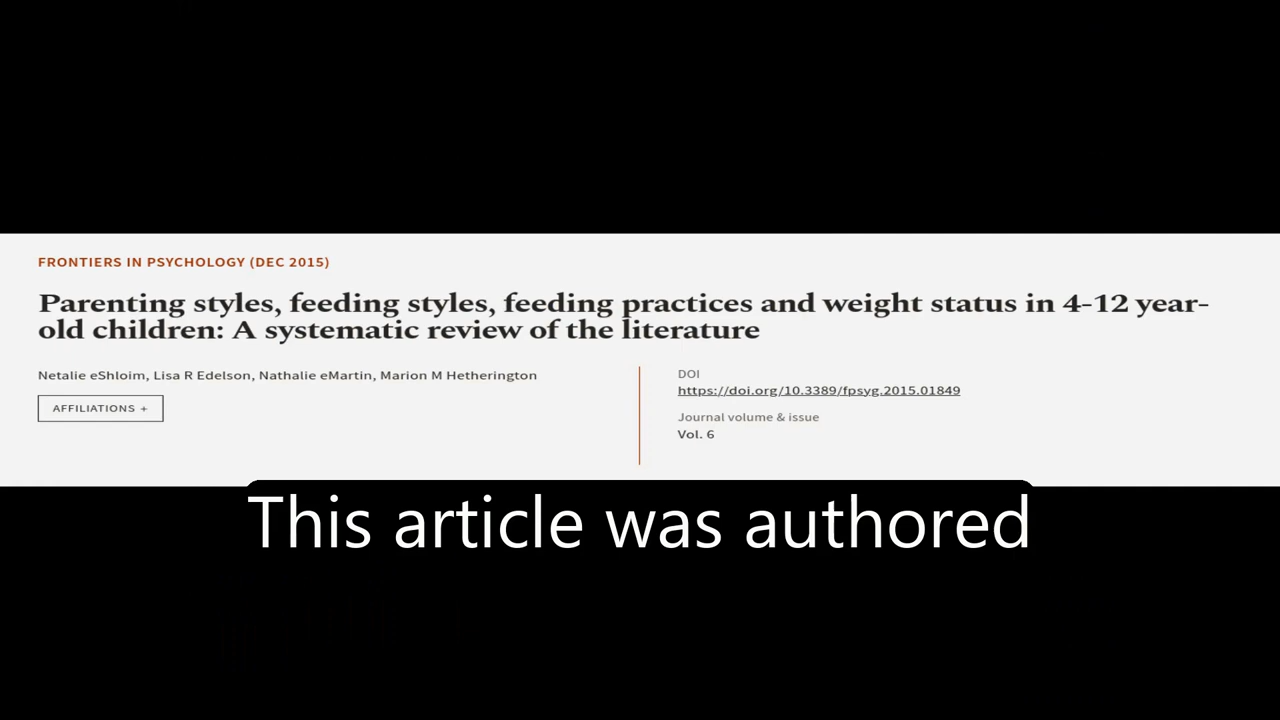 FRONTIERS IN PSYCHOLOGY (DEC 2015)
Parenting styles, feeding styles, feeding practices and weight status in 4-12 year-
old children: A systematic review of the literature
Netalie eShloim, Lisa R Edelson, Nathalie eMartin, Marion M Hetherington
AFFILIATIONS +
DOI
https://doi.org/10.3389/fpsyg.2015.01849
Journal volume & issue
Vol. 6
This article was authored